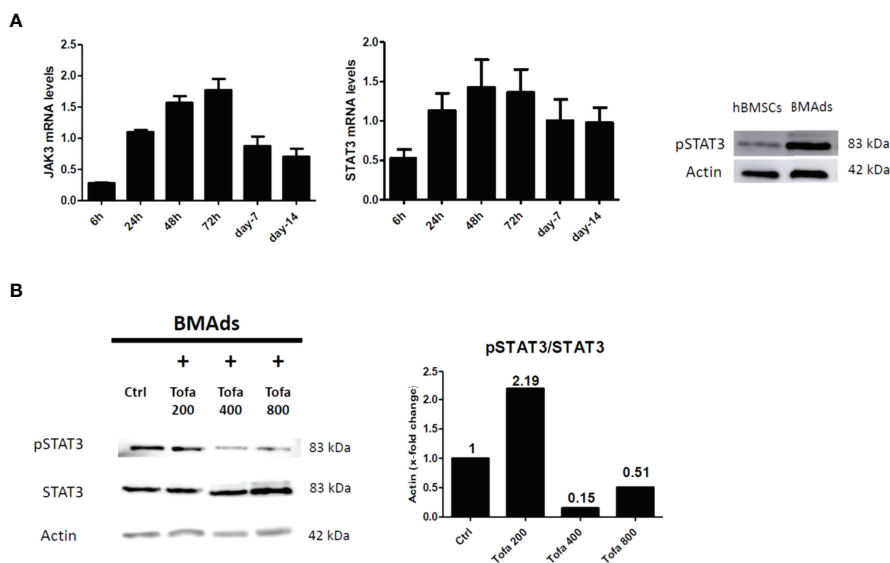 A
JAK3 mRNA levels
2.5
2.0
1.5
1.0
0.5
0.0
6h
24h
48h
72h
day-7
day-14
STAT3 mRNA levels
2.0
1.5
1.0
0.5
0.0
6h
24h
48h
72h
day-7
day-14
hBMSCs BMAds
pSTAT3 83 kDa
Actin 42 kDa
B
BMAds
+ + +
Ctrl Tofa Tofa Tofa
200 400 800
pSTAT3 83 kDa
STAT3 83 kDa
Actin 42 kDa
pSTAT3/STAT3
Actin (x-fold change)
2.5
2.0
1.5
1.0
0.5
0.0
1
2.19
0.15
0.51
Ctrl
Tofa 200
Tofa 400
Tofa 800